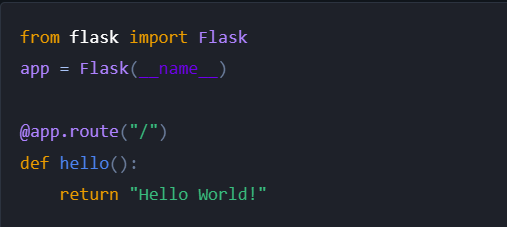 from flask import Flask
app = Flask(__name__)

@app.route("/")
def hello():
    return "Hello World!"